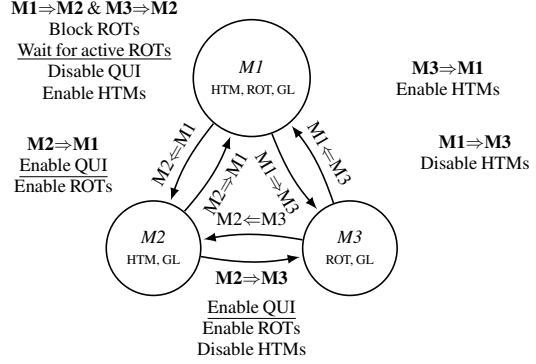 M1⇒M2 & M3⇒M2
Block ROTs
Wait for active ROTs
Disable QUI
Enable HTMs
M1
HTM, ROT, GL
M3⇒M1
Enable HTMs
M2⇒M1
Enable QUI
Enable ROTs
M1⇒M3
Disable HTMs
M2⇐M1
M2⇒M1
M1⇒M3
M1⇐M3
M2
HTM, GL
M2⇐M3
M3
ROT, GL
M2⇒M3
Enable QUI
Enable ROTs
Disable HTMs